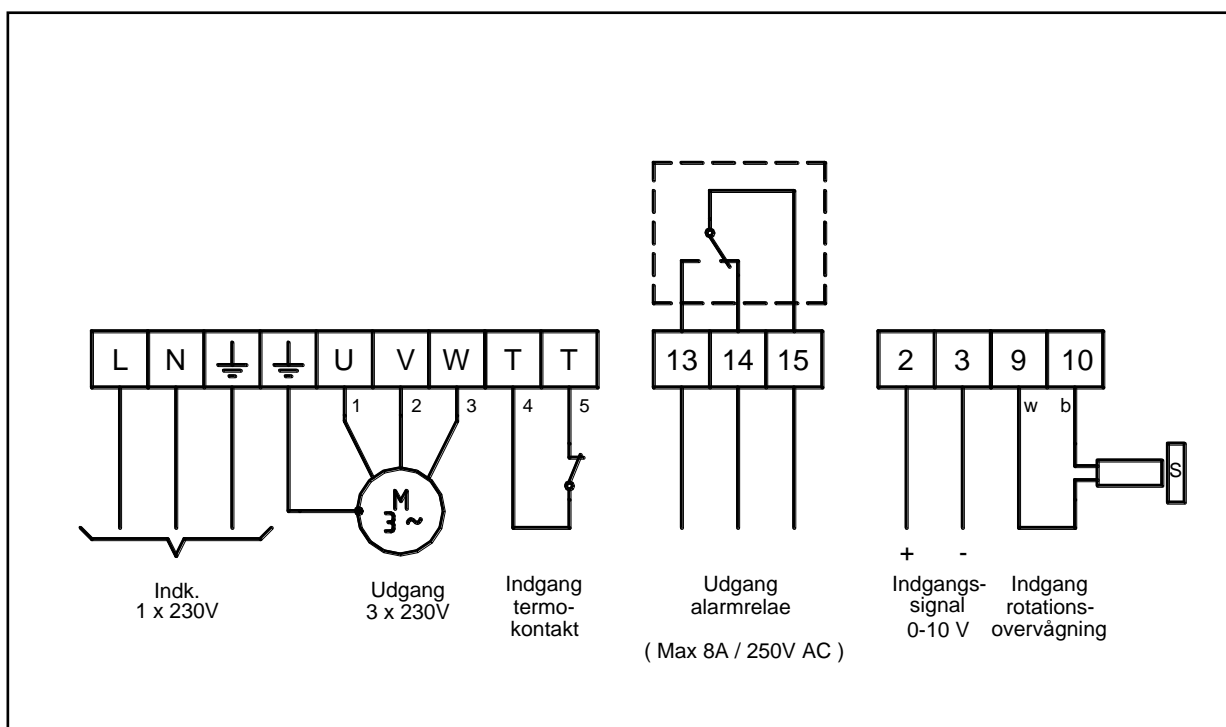 L N U V W T T
13 14 15
2 3 9 10
1 2 3 4 5
w b
M
3 ~
S
+ -
Indk.
1 x 230V
Udgang
3 x 230V
Indgang
termo-
kontakt
Udgang
alarmrelae
( Max 8A / 250V AC )
Indgangs-
signal
0-10 V
Indgang
rotations-
overvågning